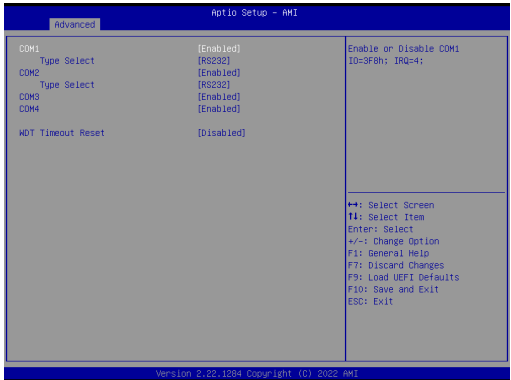 Aptio Setup - AMI
Advanced
COM1 [Enabled]
Type Select [RS232]
COM2 [Enabled]
Type Select [RS232]
COM3 [Enabled]
COM4 [Enabled]
WDT Timeout Reset [Disabled]
Enable or Disable COM1
IO=3F8h; IRQ=4;
↔: Select Screen
↑↓: Select Item
Enter: Select
+/-: Change Option
F1: General Help
F7: Discard Changes
F9: Load UEFI Defaults
F10: Save and Exit
ESC: Exit
Version 2.22.1284 Copyright (C) 2022 AMI